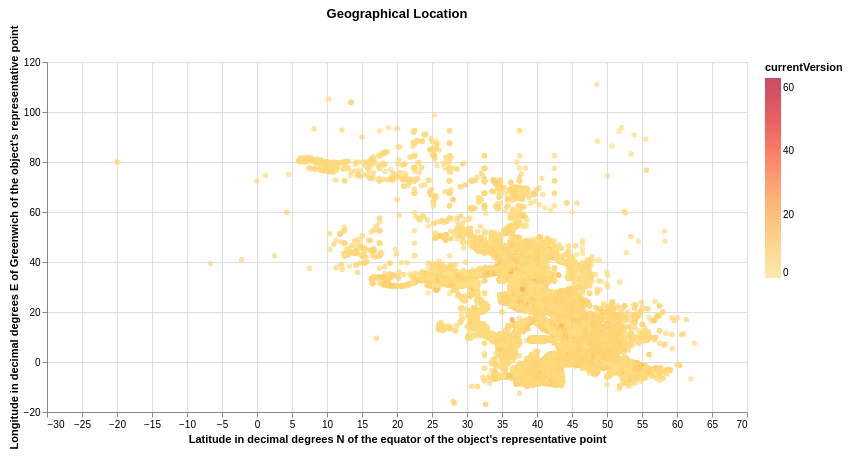 Geographical Location
Longitude in decimal degrees E of Greenwich of the object's representative point
120
100
80
60
40
20
0
−20
−30 −25 −20 −15 −10 −5 0 5 10 15 20 25 30 35 40 45 50 55 60 65 70
Latitude in decimal degrees N of the equator of the object's representative point
currentVersion
60
40
20
0